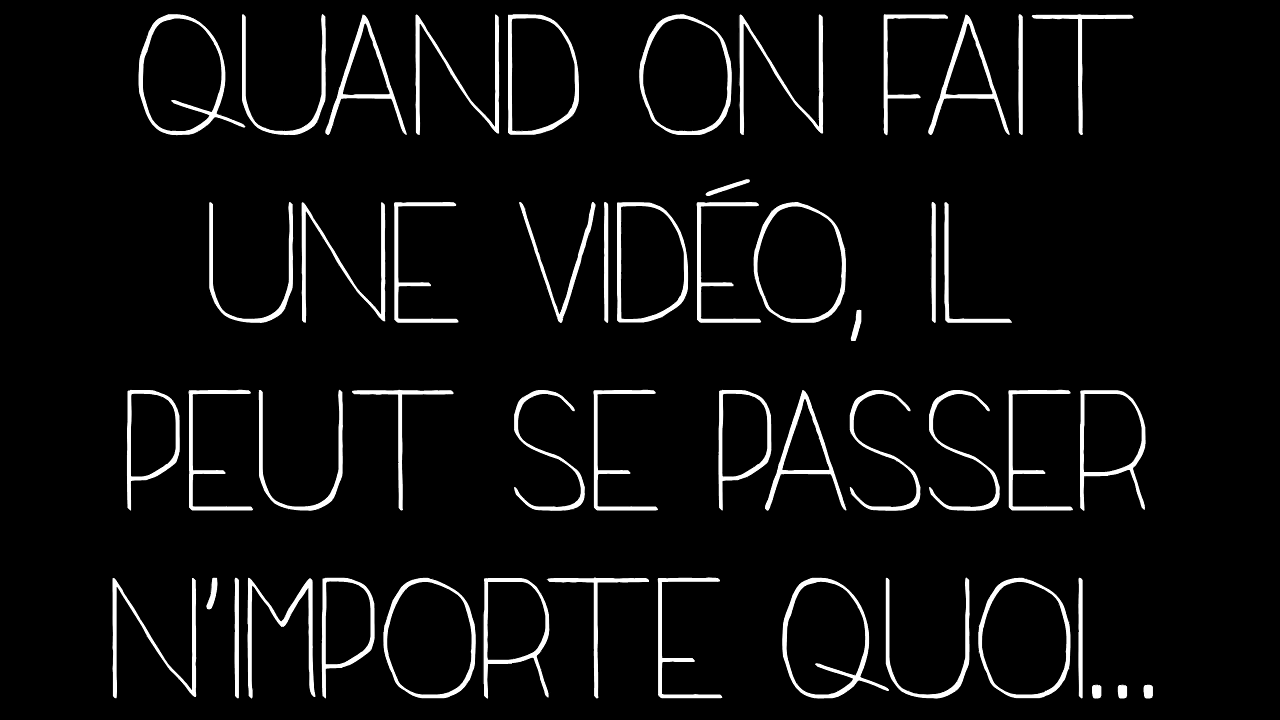 QUAND ON FAIT
UNE VIDÉO, IL
PEUT SE PASSER
N'IMPORTE QUOI...